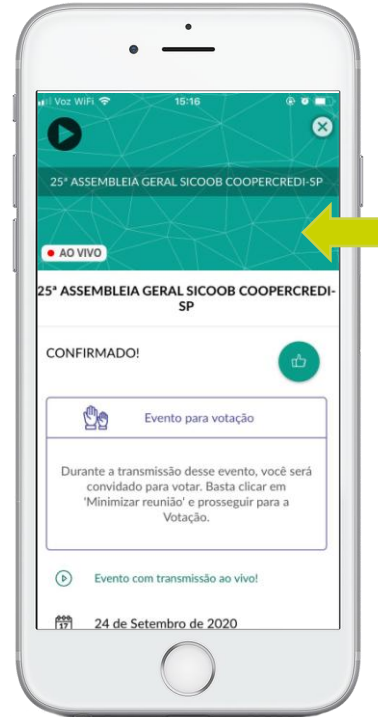 Voz WiFi 15:16
25ª ASSEMBLEIA GERAL SICOOB COOPERCREDI-SP
AO VIVO
25ª ASSEMBLEIA GERAL SICOOB COOPERCREDI-
SP
CONFIRMADO!
Evento para votação
Durante a transmissão desse evento, você será
convidado para votar. Basta clicar em
'Minimizar reunião' e prosseguir para a
Votação.
Evento com transmissão ao vivo!
17
24 de Setembro de 2020